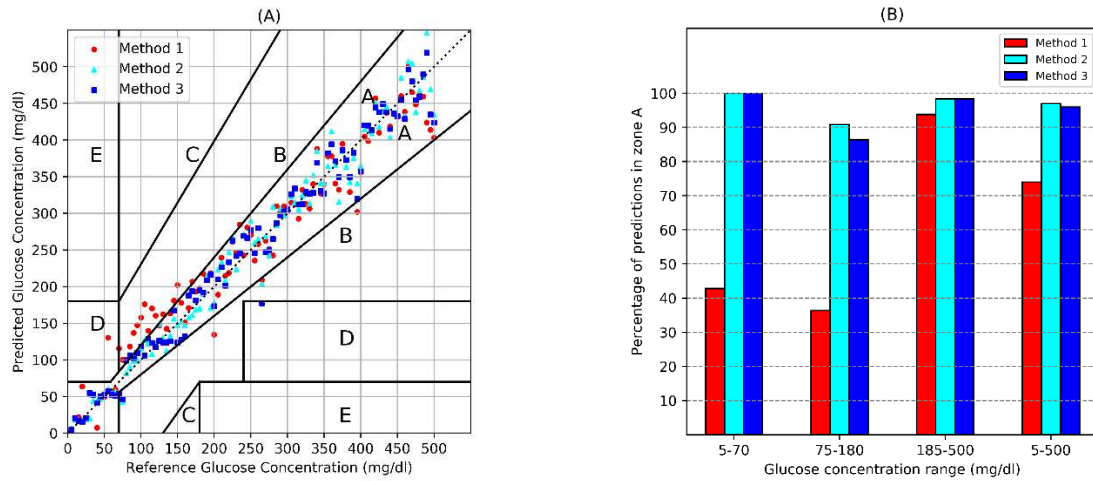 (A)
Predicted Glucose Concentration (mg/dl)
500
450
400
350
300
250
200
150
100
50
0
Method 1
Method 2
Method 3
E
C
B
A
A
B
D
D
C
E
0 50 100 150 200 250 300 350 400 450 500
Reference Glucose Concentration (mg/dl)
(B)
Percentage of predictions in zone A
100
90
80
70
60
50
40
30
20
10
Method 1
Method 2
Method 3
5-70 75-180 185-500 5-500
Glucose concentration range (mg/dl)